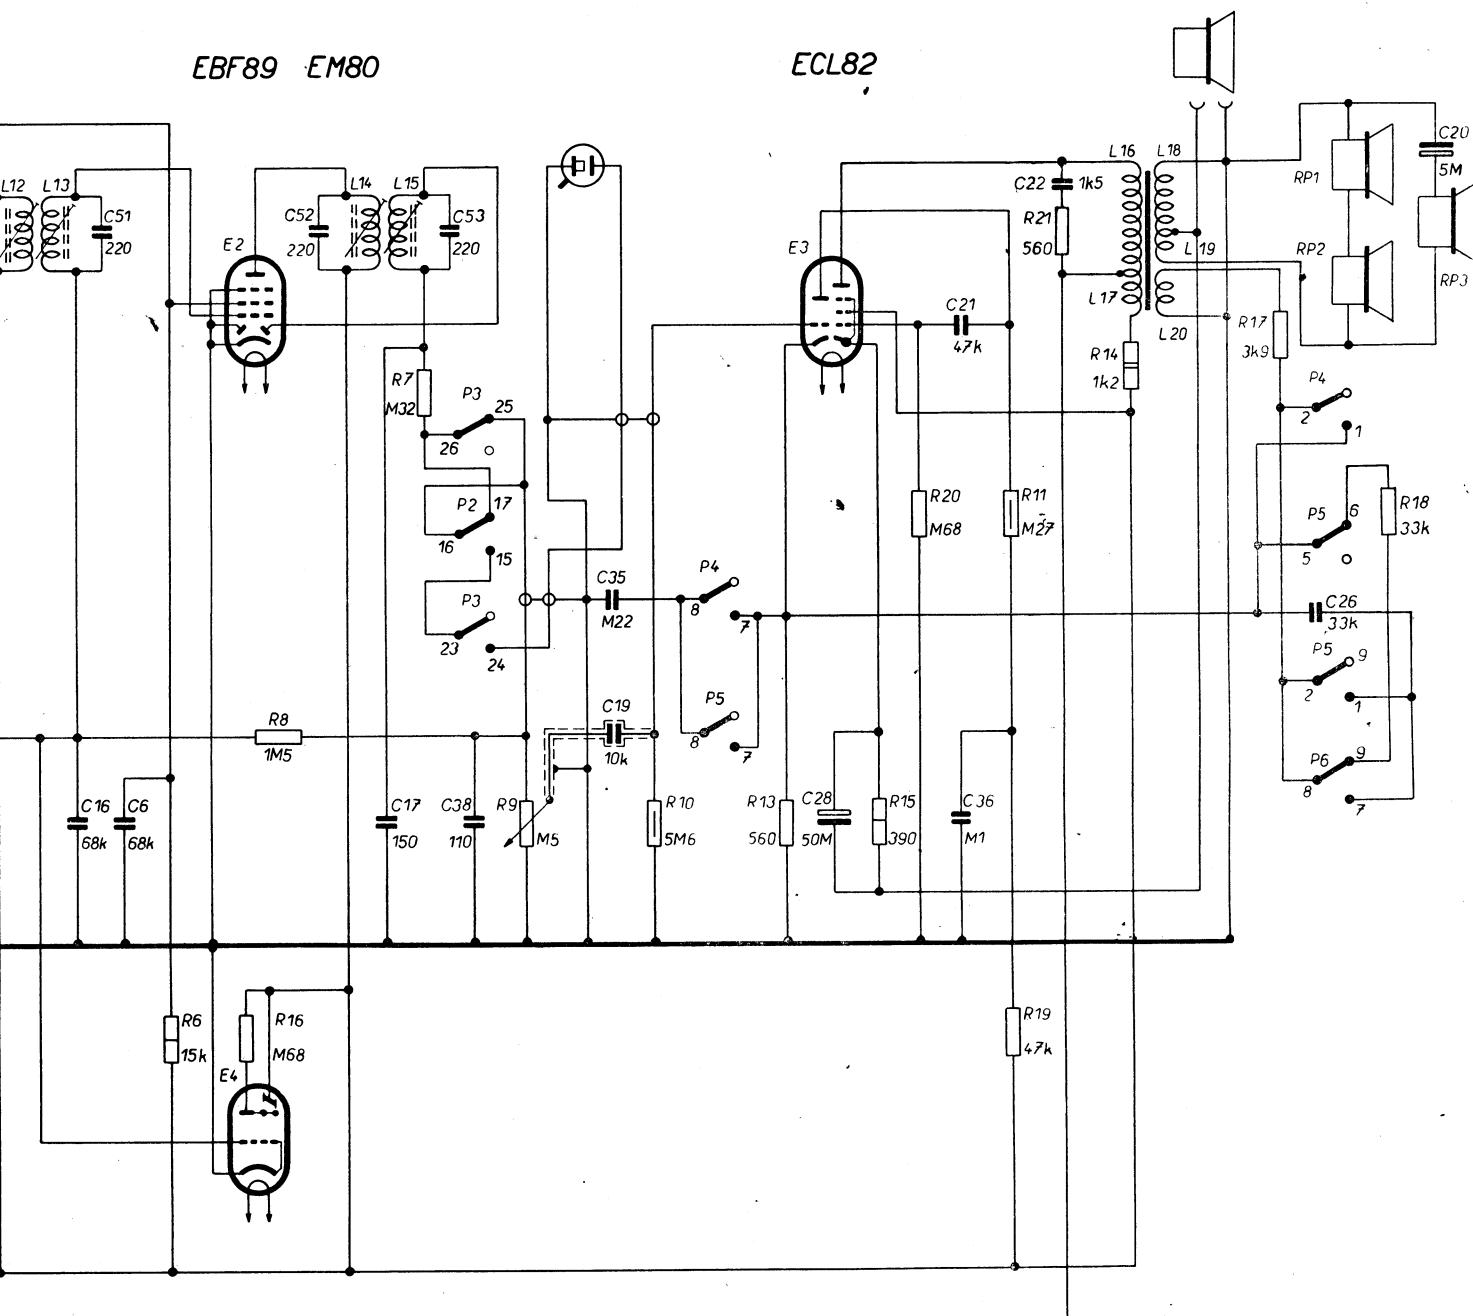 EBF89 EM80
ECL82
L12
L13
C51
220
E2
C52
220
L14
L15
C53
220
R7
M32
P3
25
26
P2
17
16
15
P3
23
24
C35
M22
P4
8
7
P5
8
7
C19
10k
R8
1M5
C16
68k
C6
68k
C17
150
C38
110
R9
M5
R10
5M6
R13
560
C28
50M
R15
390
C36
M1
E3
C21
47k
R20
M68
R11
M27
C22
1k5
R21
560
L16
L18
L17
L19
L20
R14
1k2
R17
3k9
RP1
RP2
RP3
C20
5M
P4
2
1
P5
6
5
R18
33k
C26
33k
P5
9
2
1
P6
9
8
7
R6
15k
R16
M68
E4
R19
47k